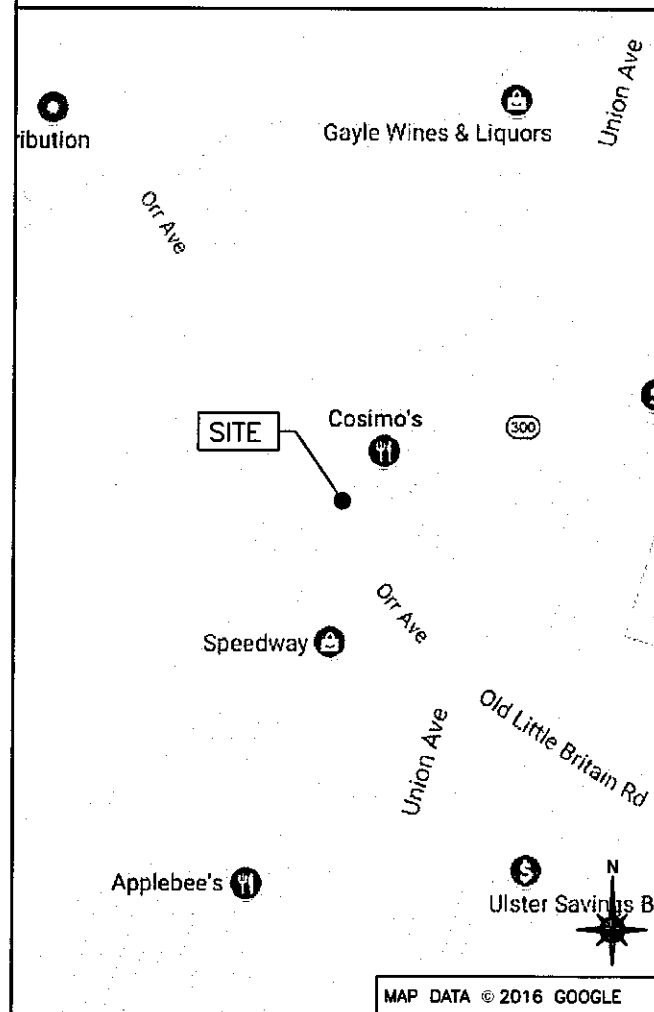 Union Ave
ribution
Gayle Wines & Liquors
Orr Ave
SITE
Cosimo's
300
Orr Ave
Speedway
Old Little Britain Rd
Union Ave
Applebee's
$
N
Ulster Savings B
MAP DATA © 2016 GOOGLE